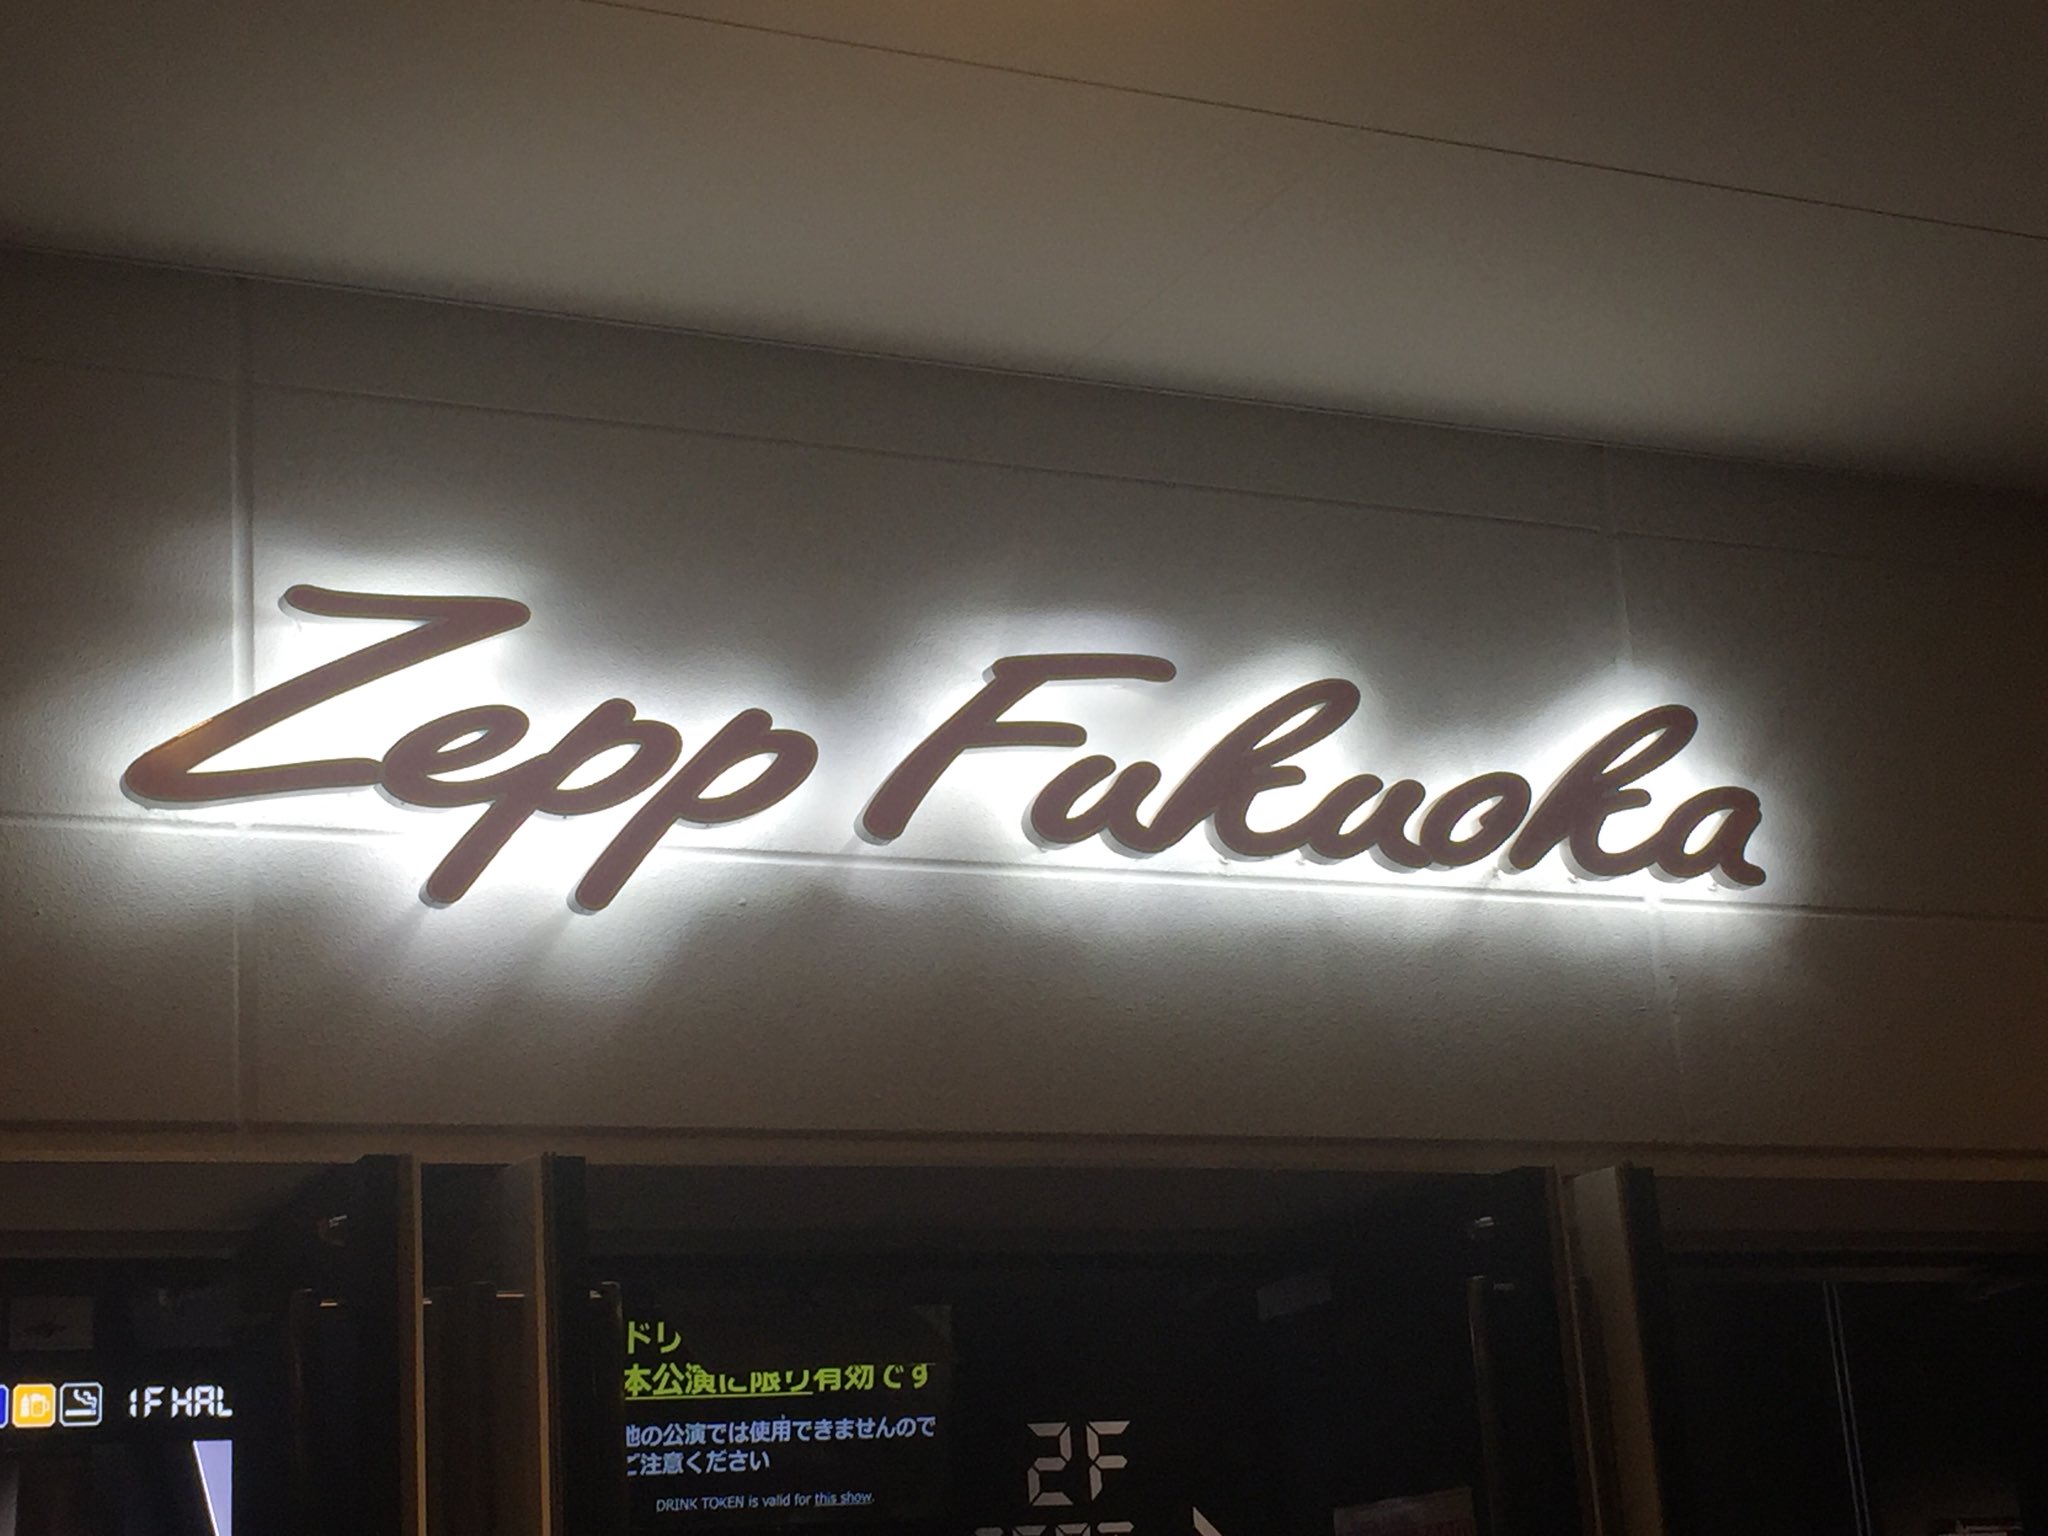 Zepp Fukuoka
1F HAL
ドリ
本公演に限り有効です
他の公演では使用できませんので
ご注意ください
DRINK TOKEN is valid for this show.
2F